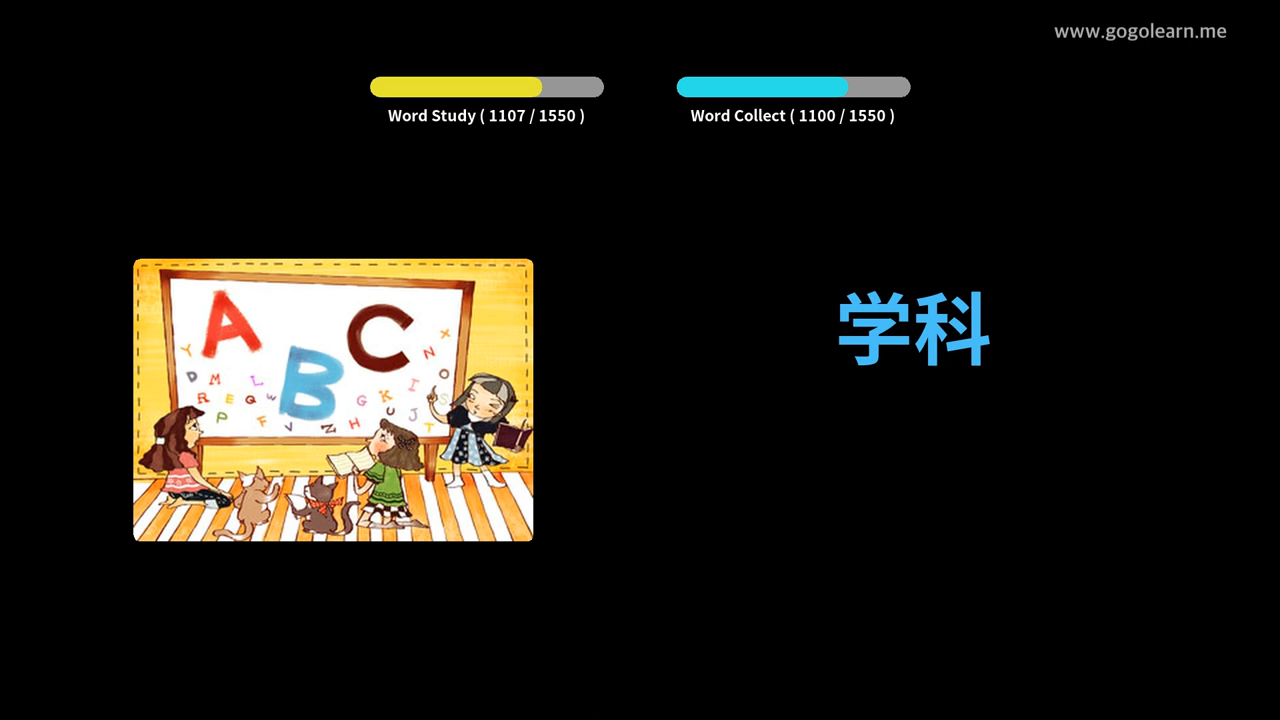 www.gogolearn.me
Word Study ( 1107 / 1550 )
Word Collect ( 1100 / 1550 )
学科
A
B
C
Y
X
N
D
M
L
O
R
E
Q
W
G
K
I
S
P
F
V
Z
H
U
J
T